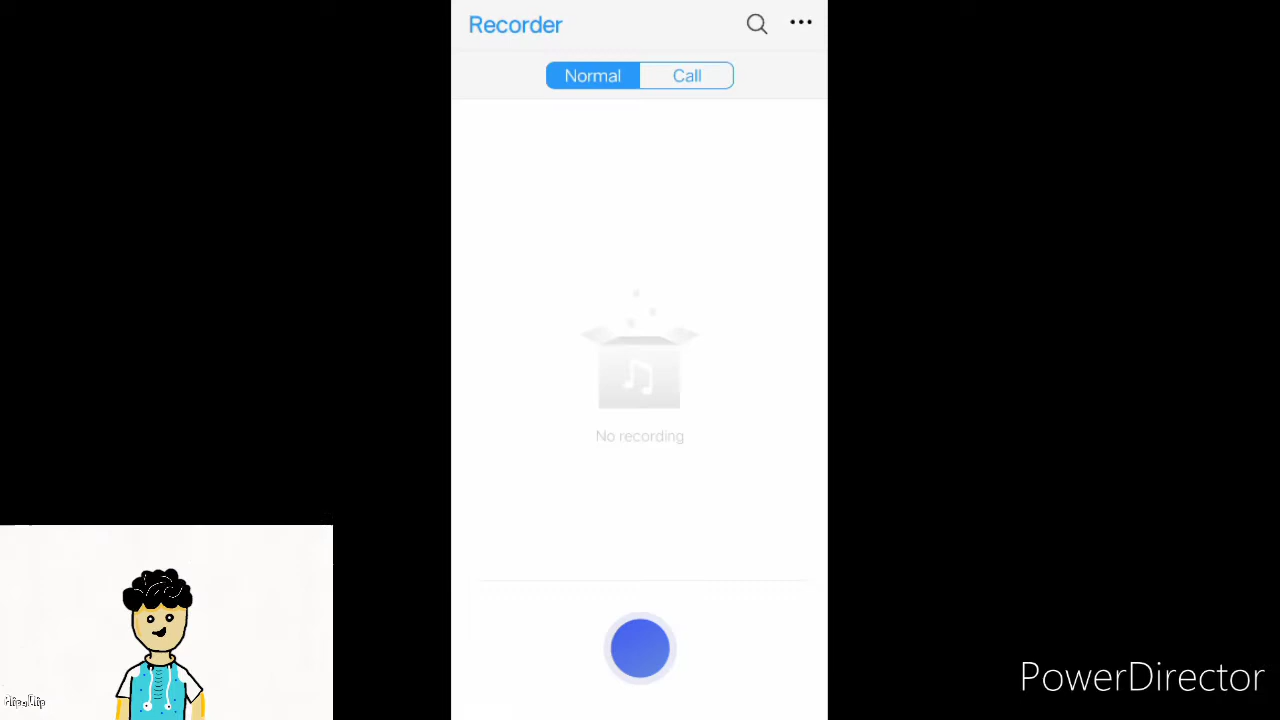 Recorder
Normal
Call
No recording
PowerDirector